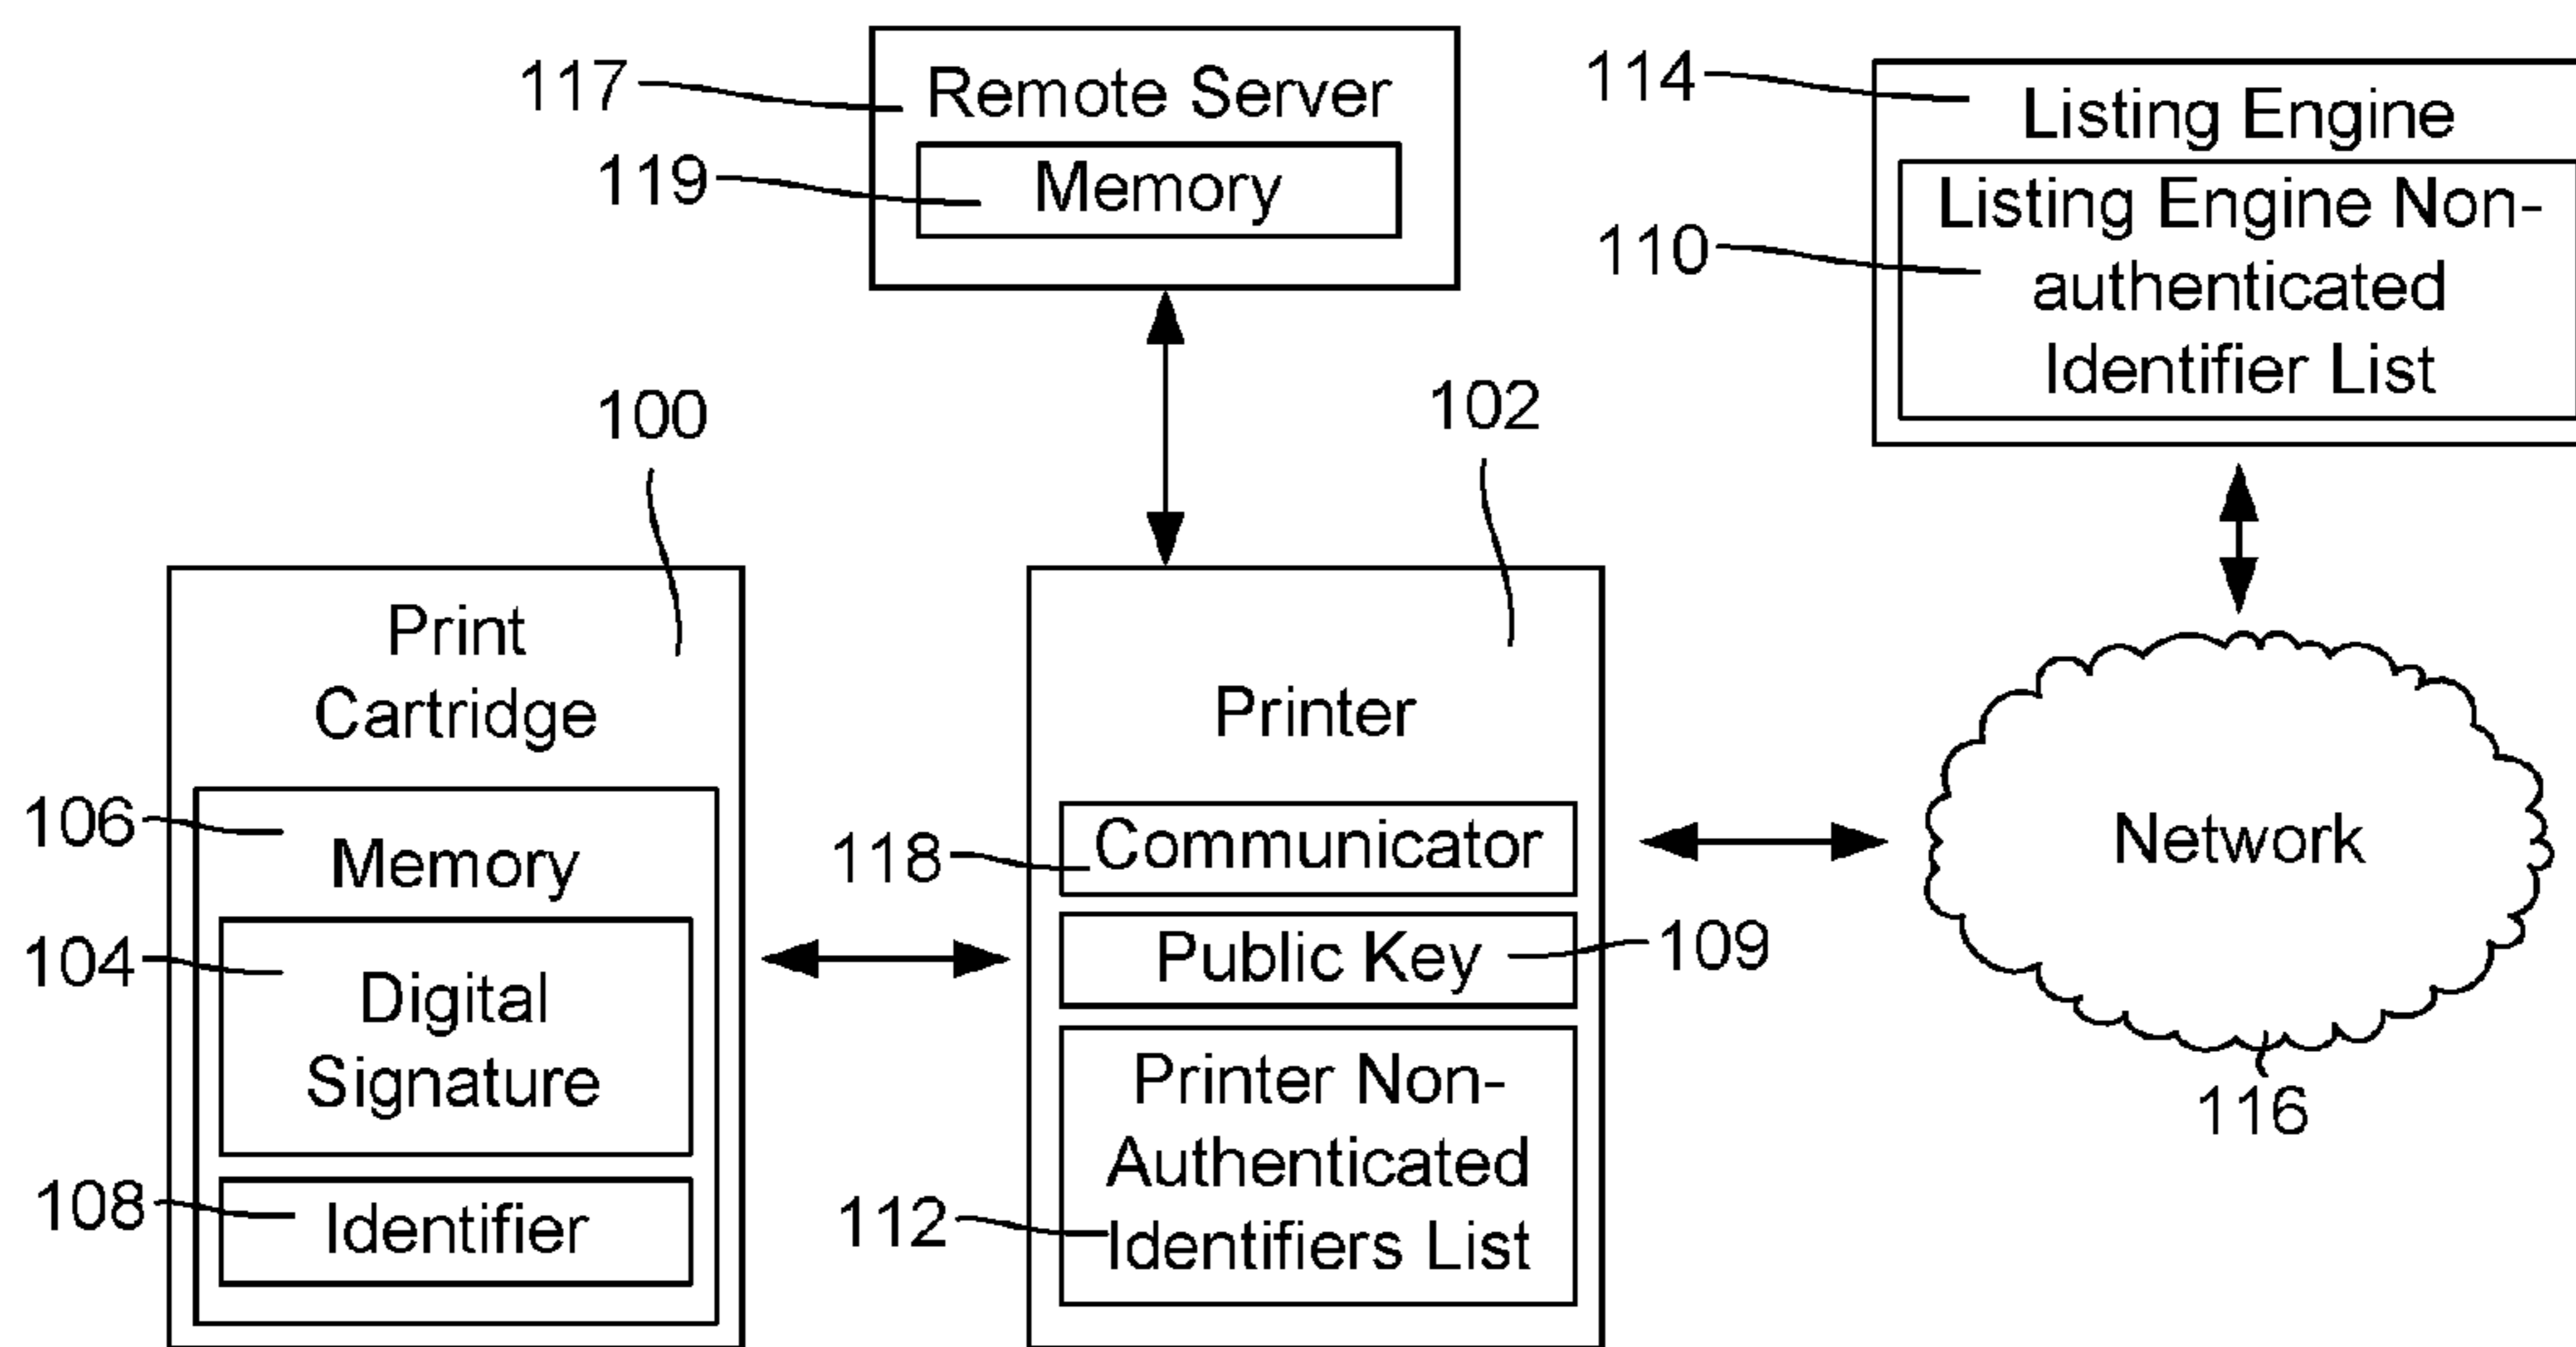 117
Remote Server
119
Memory
114
Listing Engine
110
Listing Engine Non-
authenticated
Identifier List
100
Print
Cartridge
106
Memory
104
Digital
Signature
108
Identifier
102
Printer
118
Communicator
Public Key
109
Printer Non-
Authenticated
112
Identifiers List
Network
116